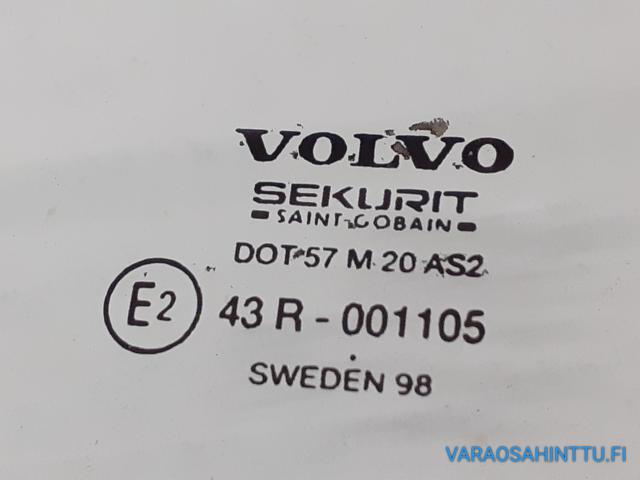 VOLVO
SEKURIT
SAINT-GOBAIN
DOT 57 M 20 AS2
E2 43 R - 001105
SWEDEN 98
VARAOSAHINTTU.FI